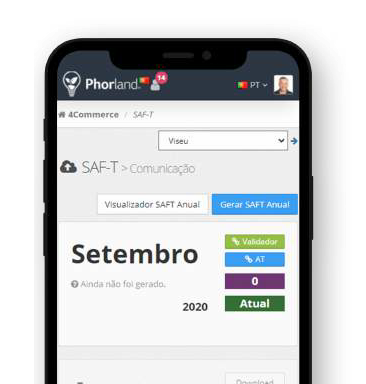 Phorland.
14
PT
4Commerce / SAF-T
Viseu
SAF-T > Comunicação
Visualizador SAFT Anual
Gerar SAFT Anual
Setembro
Validador
AT
Ainda não foi gerado.
0
2020
Atual
Download